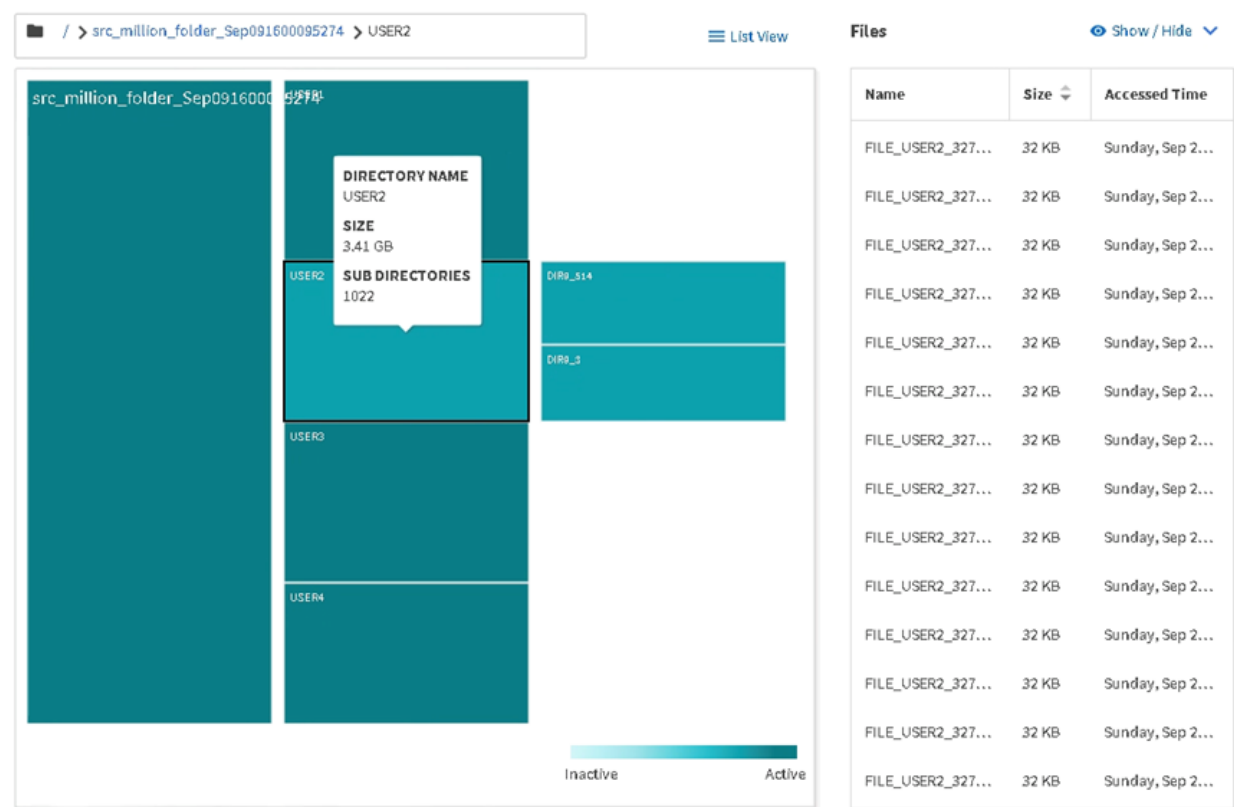 / > src_million_folder_Sep091600095274 > USER2
List View
src_million_folder_Sep091600095274
USER1
DIRECTORY NAME
USER2
SIZE
3.41 GB
SUB DIRECTORIES
1022
USER2
DIR0_514
DIR0_3
USER3
USER4
Inactive
Active
Files
Show / Hide
Name Size Accessed Time
FILE_USER2_327... 32 KB Sunday, Sep 2...
FILE_USER2_327... 32 KB Sunday, Sep 2...
FILE_USER2_327... 32 KB Sunday, Sep 2...
FILE_USER2_327... 32 KB Sunday, Sep 2...
FILE_USER2_327... 32 KB Sunday, Sep 2...
FILE_USER2_327... 32 KB Sunday, Sep 2...
FILE_USER2_327... 32 KB Sunday, Sep 2...
FILE_USER2_327... 32 KB Sunday, Sep 2...
FILE_USER2_327... 32 KB Sunday, Sep 2...
FILE_USER2_327... 32 KB Sunday, Sep 2...
FILE_USER2_327... 32 KB Sunday, Sep 2...
FILE_USER2_327... 32 KB Sunday, Sep 2...
FILE_USER2_327... 32 KB Sunday, Sep 2...
FILE_USER2_327... 32 KB Sunday, Sep 2...